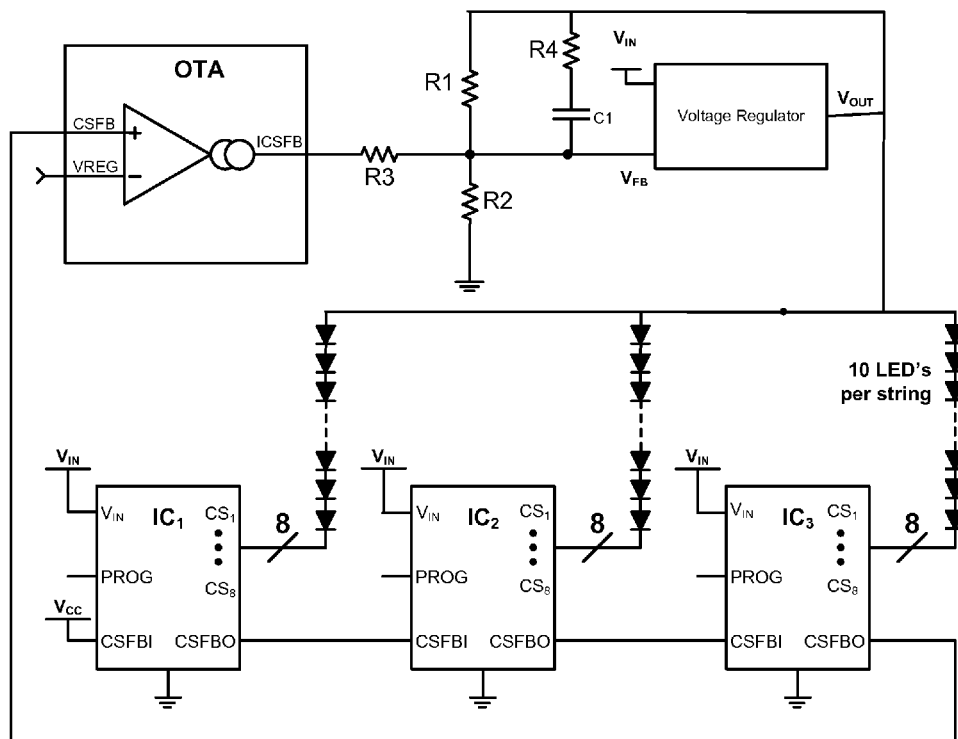 OTA
CSFB
+
VREG
−
ICSFB
R3
R1
R2
R4
C1
VIN
Voltage Regulator
VOUT
VFB
10 LED's
per string
VIN
VIN
IC1
CS1
CS8
8
PROG
VCC
CSFBI
CSFBO
VIN
VIN
IC2
CS1
CS8
8
PROG
CSFBI
CSFBO
VIN
VIN
IC3
CS1
CS8
8
PROG
CSFBI
CSFBO